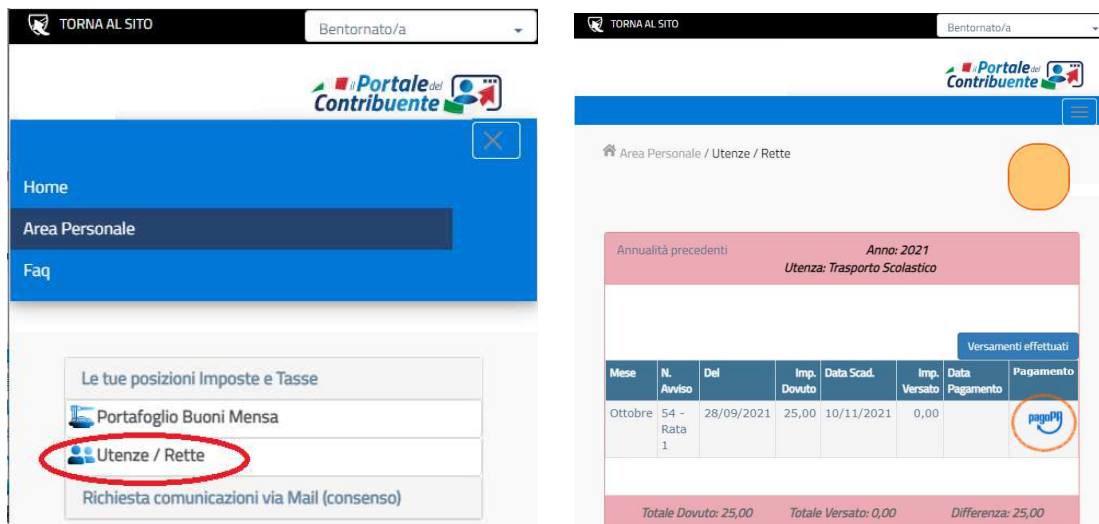 TORNA AL SITO
Bentornato/a
il Portale del
Contribuente
Home
Area Personale
Faq
Le tue posizioni Imposte e Tasse
Portafoglio Buoni Mensa
Utenze / Rette
Richiesta comunicazioni via Mail (consenso)
TORNA AL SITO
Bentornato/a
il Portale del
Contribuente
Area Personale / Utenze / Rette
Annualità precedenti Anno: 2021
Utenza: Trasporto Scolastico
Versamenti effettuati
Mese N. Avviso Del Imp. Dovuto Data Scad. Imp. Versato Data Pagamento Pagamento
Ottobre 54 - Rata 1 28/09/2021 25,00 10/11/2021 0,00 pagoPA
Totale Dovuto: 25,00 Totale Versato: 0,00 Differenza: 25,00